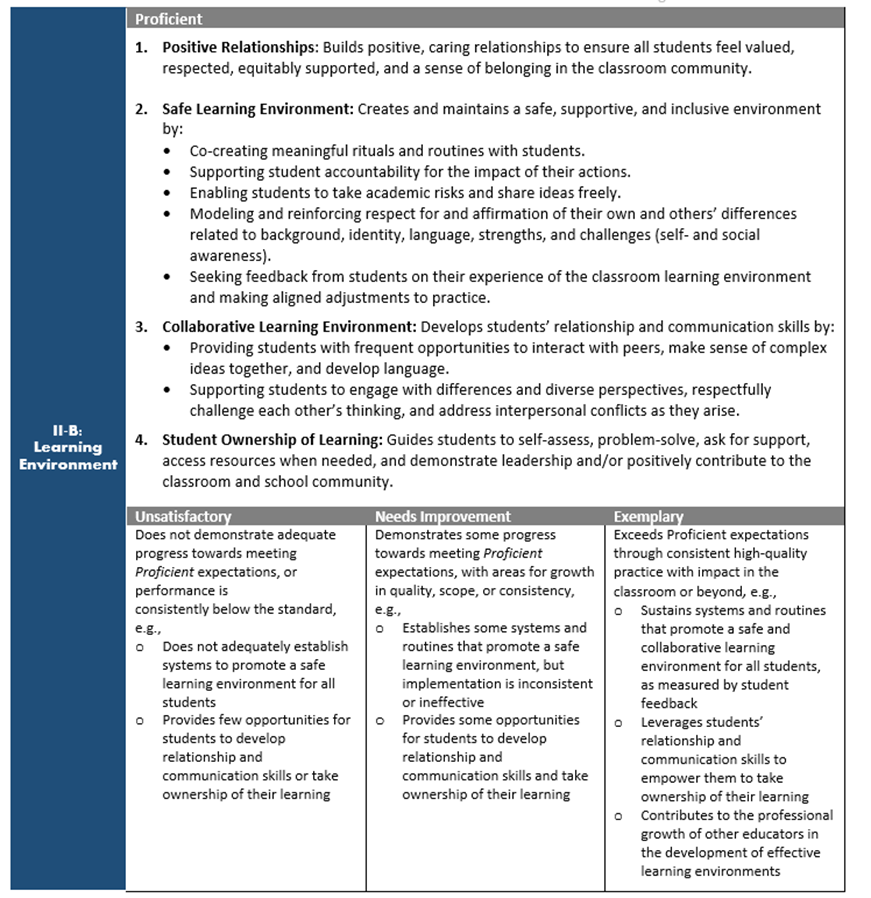 Proficient
1. Positive Relationships: Builds positive, caring relationships to ensure all students feel valued,
respected, equitably supported, and a sense of belonging in the classroom community.
2. Safe Learning Environment: Creates and maintains a safe, supportive, and inclusive environment
by:
• Co-creating meaningful rituals and routines with students.
• Supporting student accountability for the impact of their actions.
• Enabling students to take academic risks and share ideas freely.
• Modeling and reinforcing respect for and affirmation of their own and others’ differences
related to background, identity, language, strengths, and challenges (self- and social
awareness).
• Seeking feedback from students on their experience of the classroom learning environment
and making aligned adjustments to practice.
3. Collaborative Learning Environment: Develops students’ relationship and communication skills by:
• Providing students with frequent opportunities to interact with peers, make sense of complex
ideas together, and develop language.
• Supporting students to engage with differences and diverse perspectives, respectfully
challenge each other’s thinking, and address interpersonal conflicts as they arise.
4. Student Ownership of Learning: Guides students to self-assess, problem-solve, ask for support,
access resources when needed, and demonstrate leadership and/or positively contribute to the
classroom and school community.
II-B:
Learning
Environment
Unsatisfactory
Does not demonstrate adequate
progress towards meeting
Proficient expectations, or
performance is
consistently below the standard,
e.g.,
o Does not adequately establish
systems to promote a safe
learning environment for all
students
o Provides few opportunities for
students to develop
relationship and
communication skills or take
ownership of their learning
Needs Improvement
Demonstrates some progress
towards meeting Proficient
expectations, with areas for growth
in quality, scope, or consistency,
e.g.,
o Establishes some systems and
routines that promote a safe
learning environment, but
implementation is inconsistent
or ineffective
o Provides some opportunities
for students to develop
relationship and
communication skills and take
ownership of their learning
Exemplary
Exceeds Proficient expectations
through consistent high-quality
practice with impact in the
classroom or beyond, e.g.,
o Sustains systems and routines
that promote a safe and
collaborative learning
environment for all students,
as measured by student
feedback
o Leverages students’
relationship and
communication skills to
empower them to take
ownership of their learning
o Contributes to the professional
growth of other educators in
the development of effective
learning environments